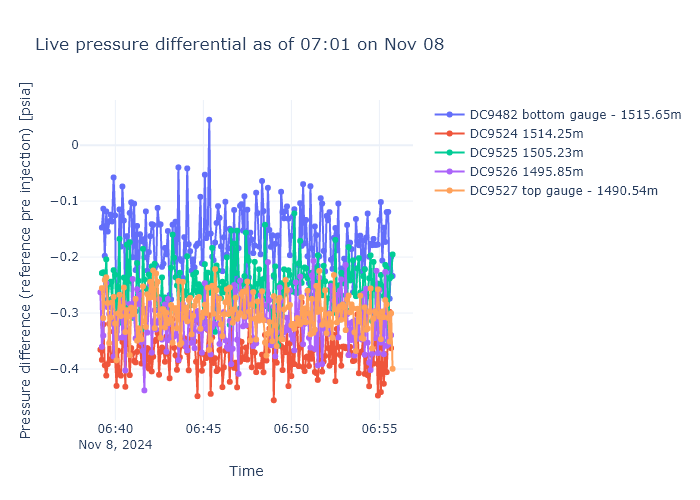 Live pressure differential as of 07:01 on Nov 08
Pressure difference (reference pre injection) [psia]
0
−0.1
−0.2
−0.3
−0.4
06:40
Nov 8, 2024
06:45
06:50
06:55
Time
DC9482 bottom gauge - 1515.65m
DC9524 1514.25m
DC9525 1505.23m
DC9526 1495.85m
DC9527 top gauge - 1490.54m